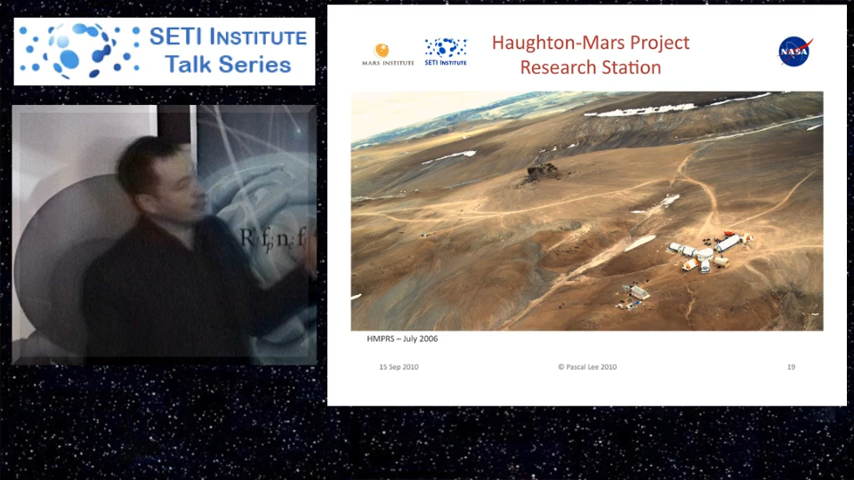 SETI INSTITUTE
Talk Series
MARS INSTITUTE
SETI INSTITUTE
Haughton-Mars Project
Research Station
NASA
HMPRS – July 2006
15 Sep 2010
© Pascal Lee 2010
19